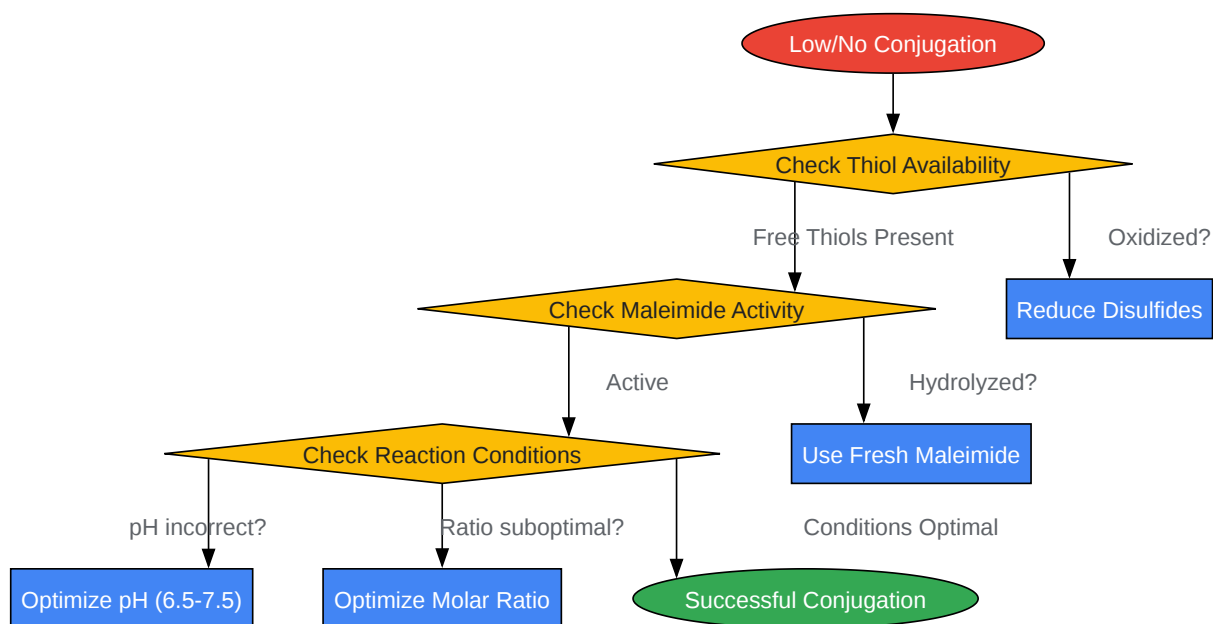 Low/No Conjugation
Check Thiol Availability
Free Thiols Present
Oxidized?
Check Maleimide Activity
Reduce Disulfides
Active
Hydrolyzed?
Check Reaction Conditions
Use Fresh Maleimide
pH incorrect?
Ratio suboptimal?
Conditions Optimal
Optimize pH (6.5-7.5)
Optimize Molar Ratio
Successful Conjugation